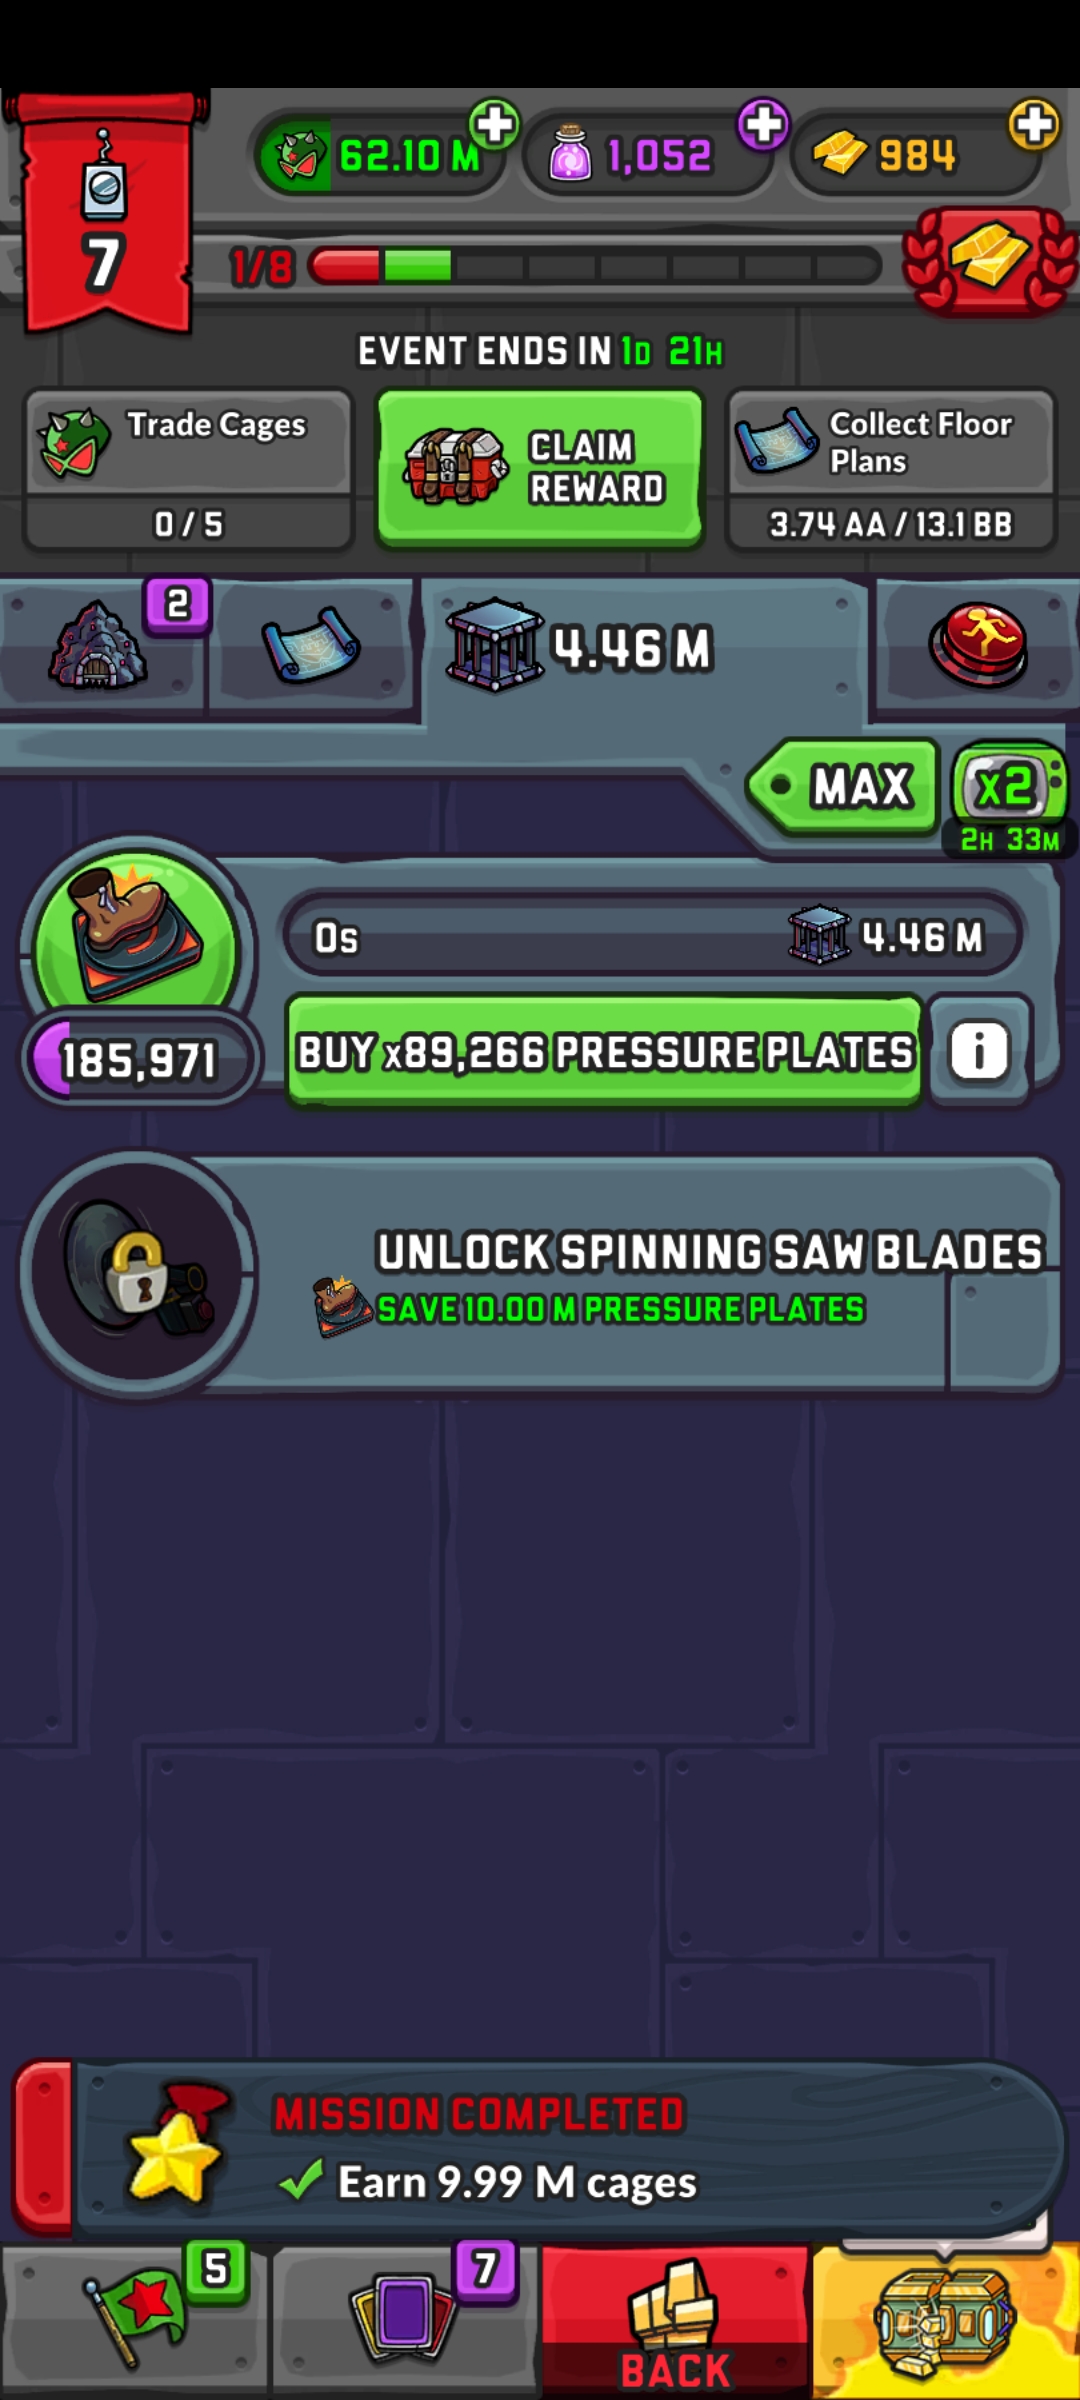 62.10 M
1,052
984
7
1/8
EVENT ENDS IN 1D 21H
Trade Cages
0 / 5
CLAIM
REWARD
Collect Floor
Plans
3.74 AA / 13.1 BB
2
4.46 M
MAX
x2
2H 33M
0s
4.46 M
185,971
BUY x89,266 PRESSURE PLATES
i
UNLOCK SPINNING SAW BLADES
SAVE 10.00 M PRESSURE PLATES
MISSION COMPLETED
Earn 9.99 M cages
5
7
BACK